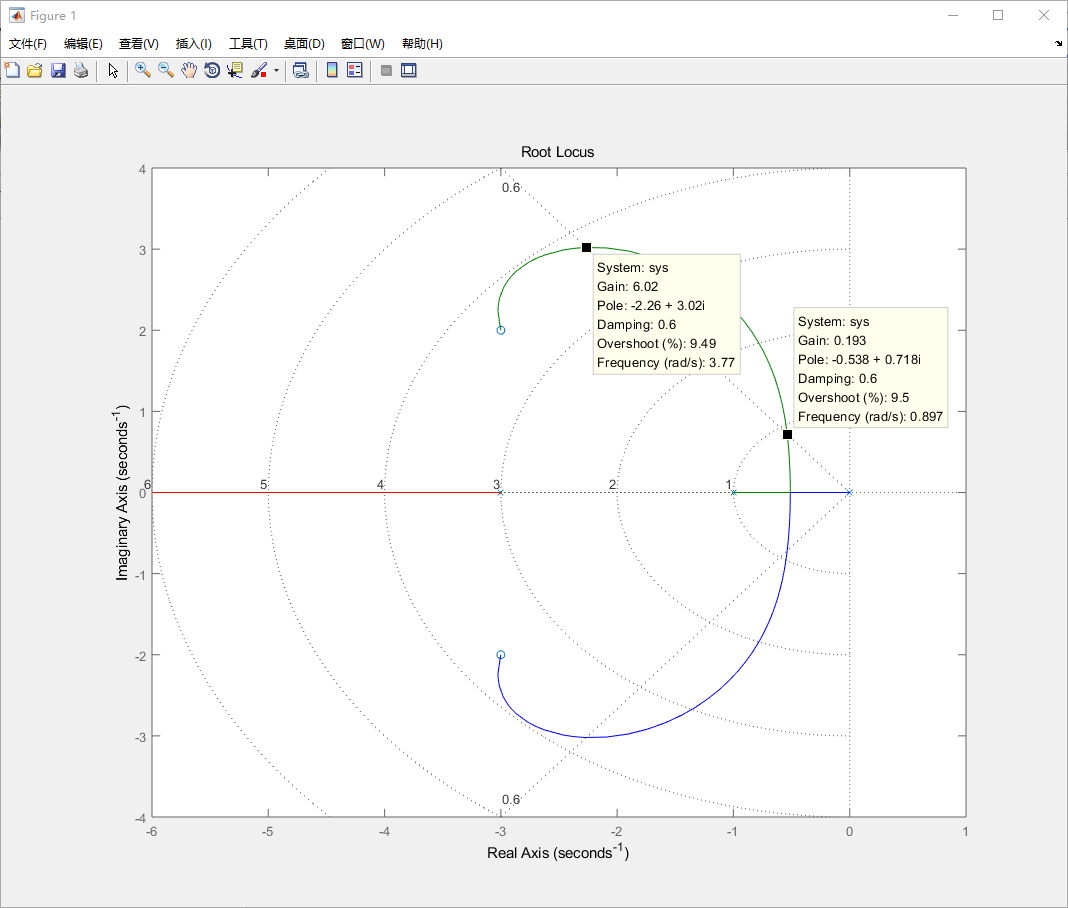 Figure 1
文件(F) 编辑(E) 查看(V) 插入(I) 工具(T) 桌面(D) 窗口(W) 帮助(H)
Root Locus
4
0.6
3
System: sys
Gain: 6.02
Pole: -2.26 + 3.02i
Damping: 0.6
Overshoot (%): 9.49
Frequency (rad/s): 3.77
System: sys
Gain: 0.193
Pole: -0.538 + 0.718i
Damping: 0.6
Overshoot (%): 9.5
Frequency (rad/s): 0.897
2
1
6 5 4 3 2 1
0
-1
-2
-3
0.6
-4
Imaginary Axis (seconds⁻¹)
-6 -5 -4 -3 -2 -1 0 1
Real Axis (seconds⁻¹)